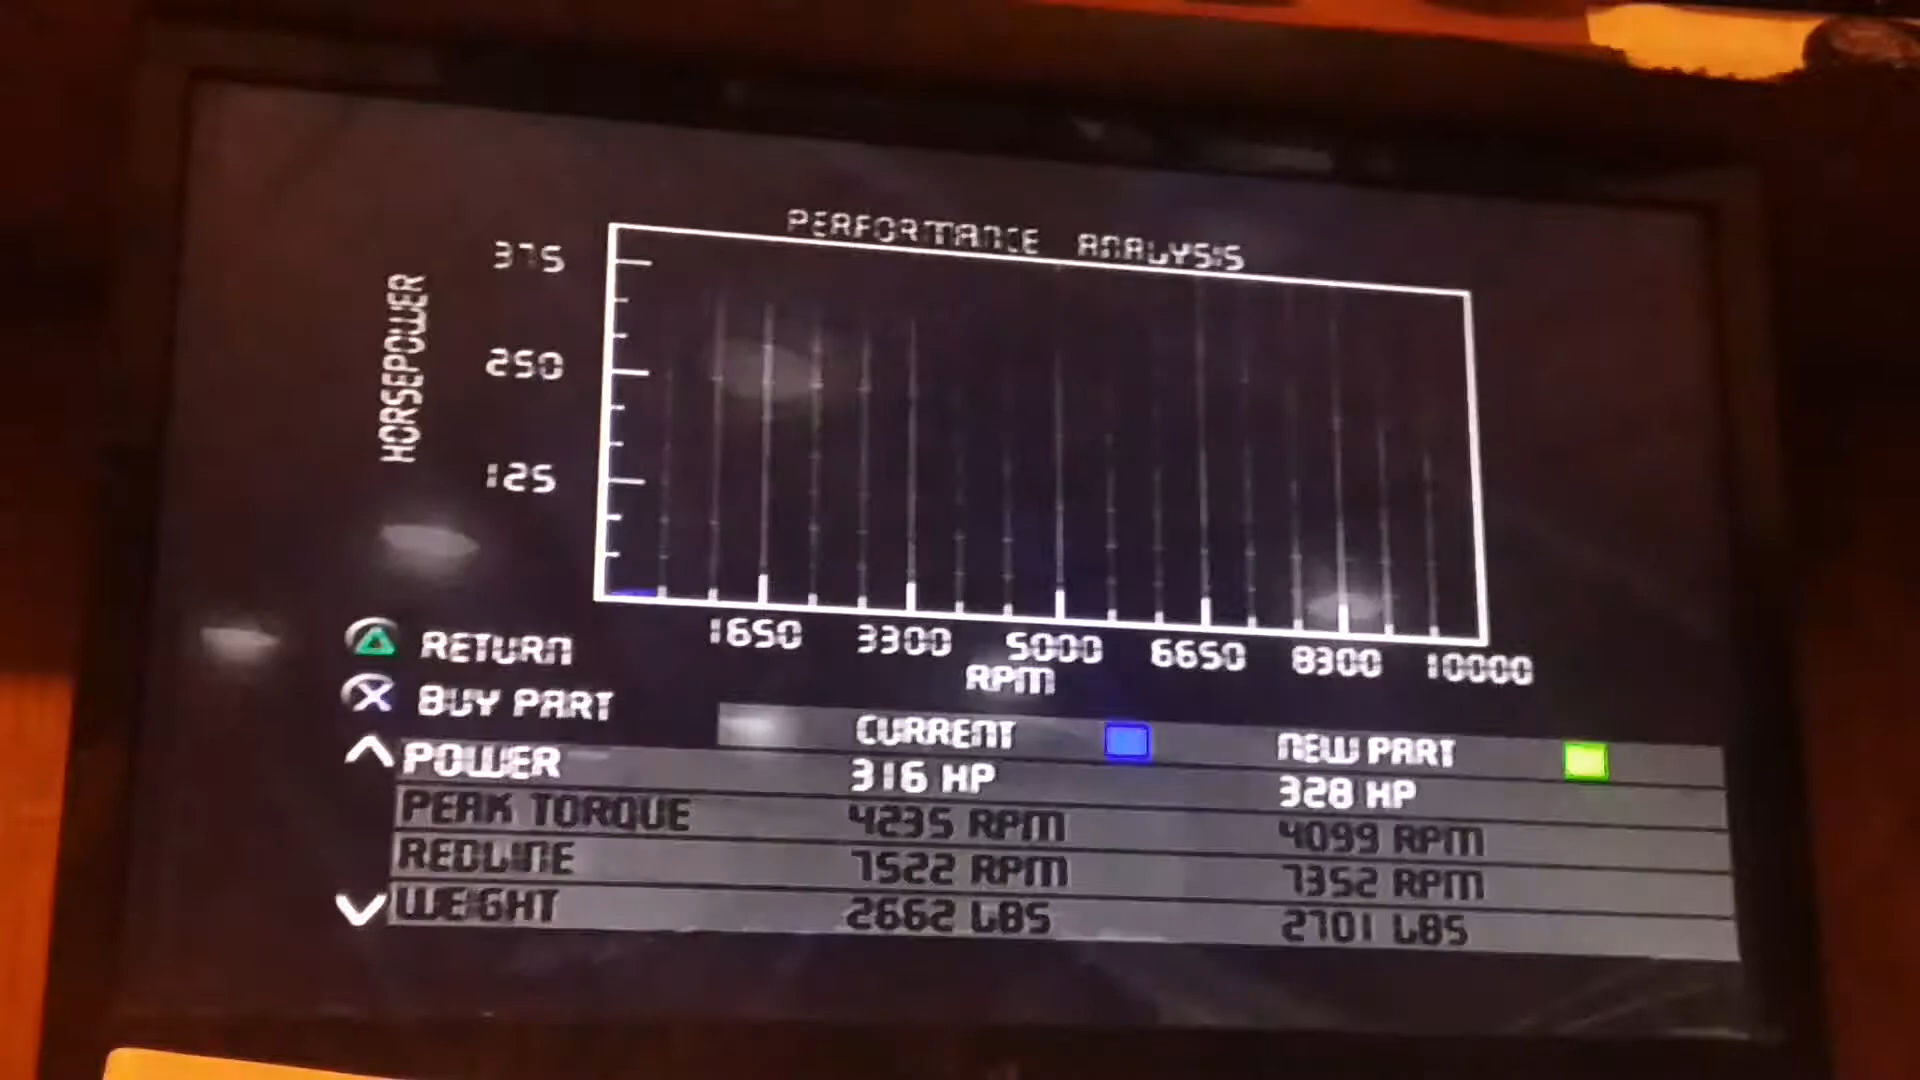 PERFORMANCE ANALYSIS
HORSEPOWER
375
250
125
1650 3300 5000 6650 8300 10000
RPM
RETURN
BUY PART
CURRENT NEW PART
POWER 316 HP 328 HP
PEAK TORQUE 4235 RPM 4099 RPM
REDLINE 7522 RPM 7352 RPM
WEIGHT 2662 LBS 2701 LBS